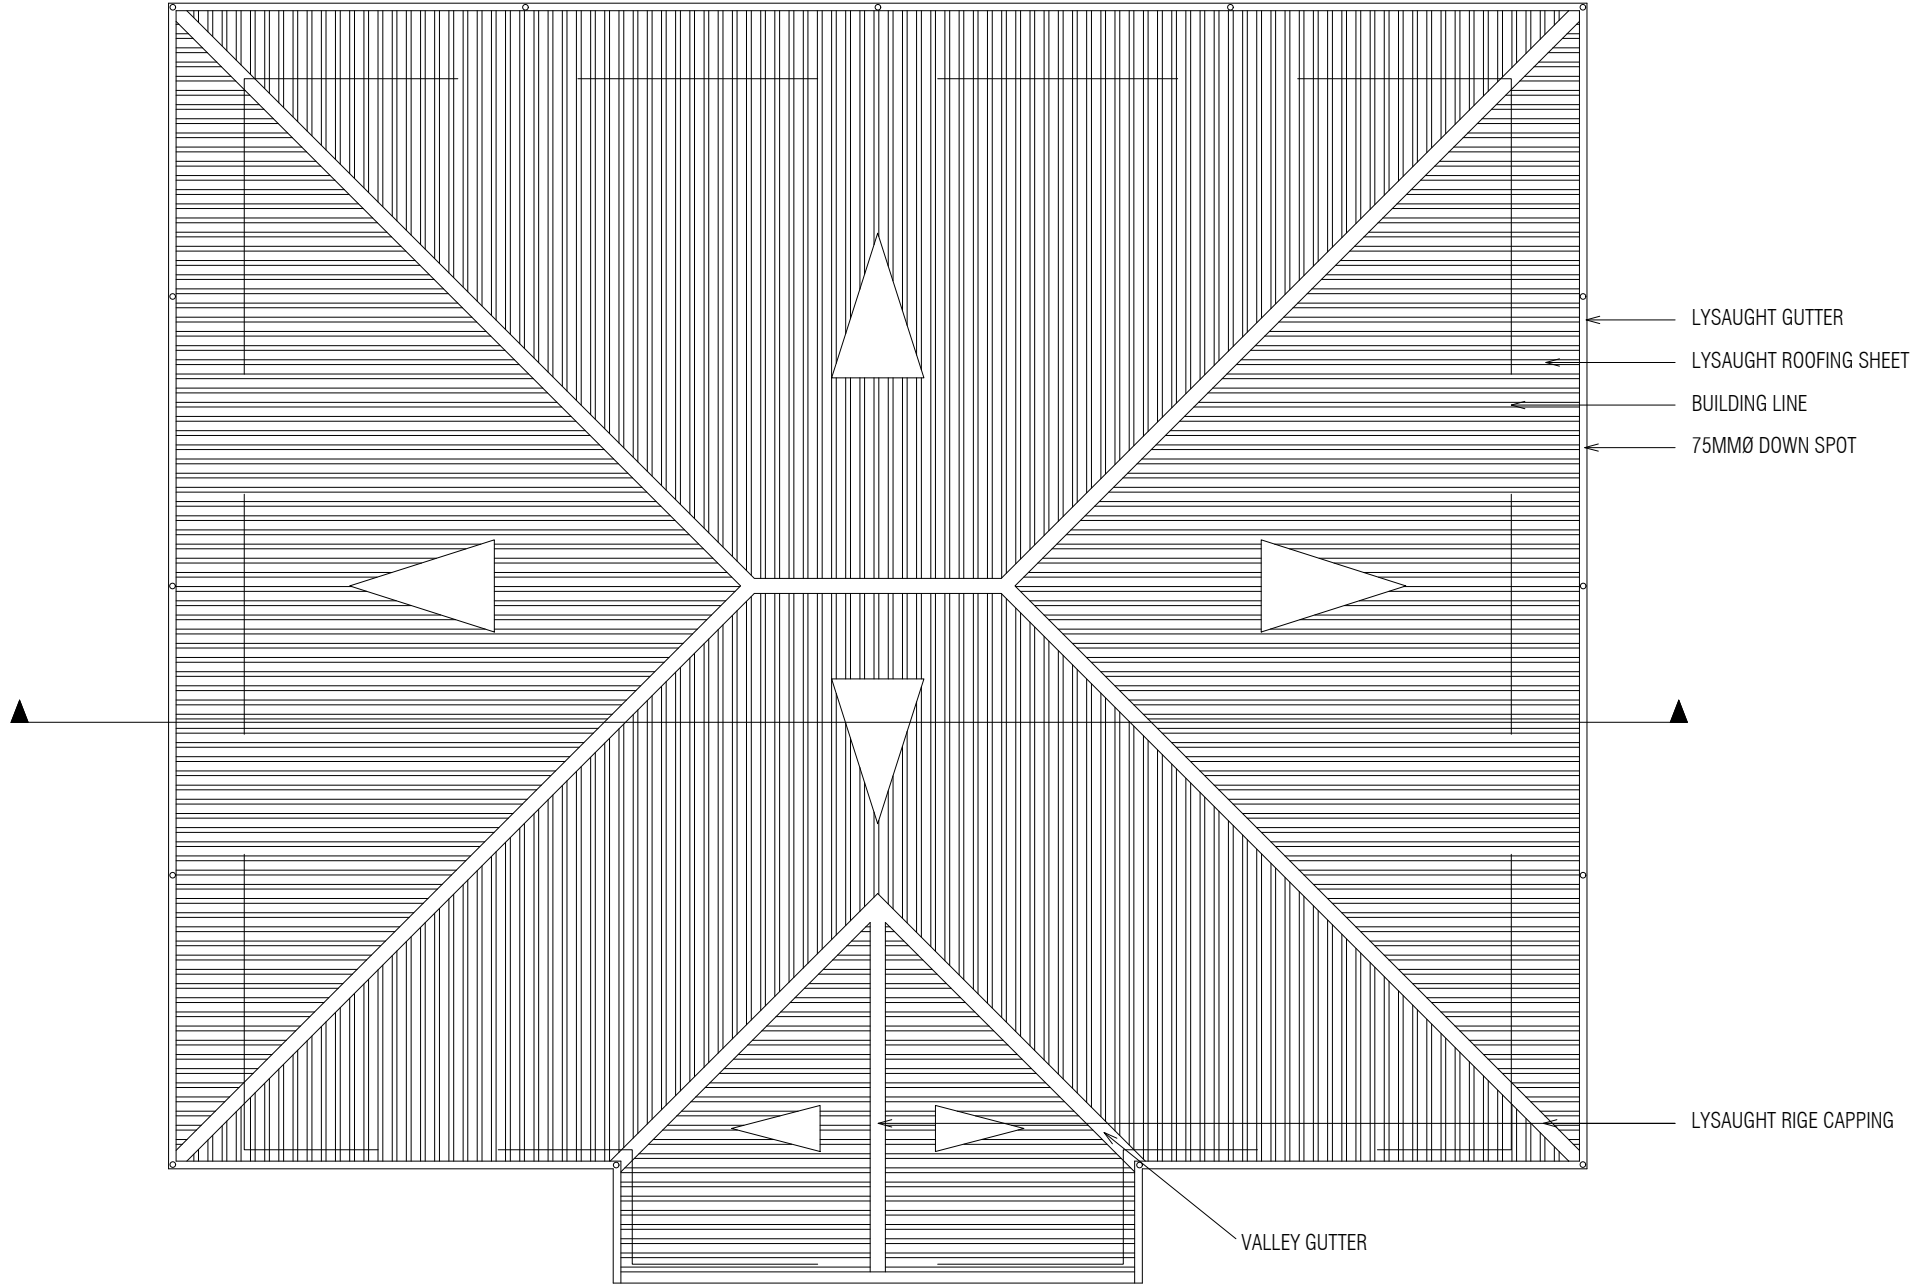 LYSAUGHT GUTTER
LYSAUGHT ROOFING SHEET
BUILDING LINE
75MMØ DOWN SPOT
LYSAUGHT RIGE CAPPING
VALLEY GUTTER